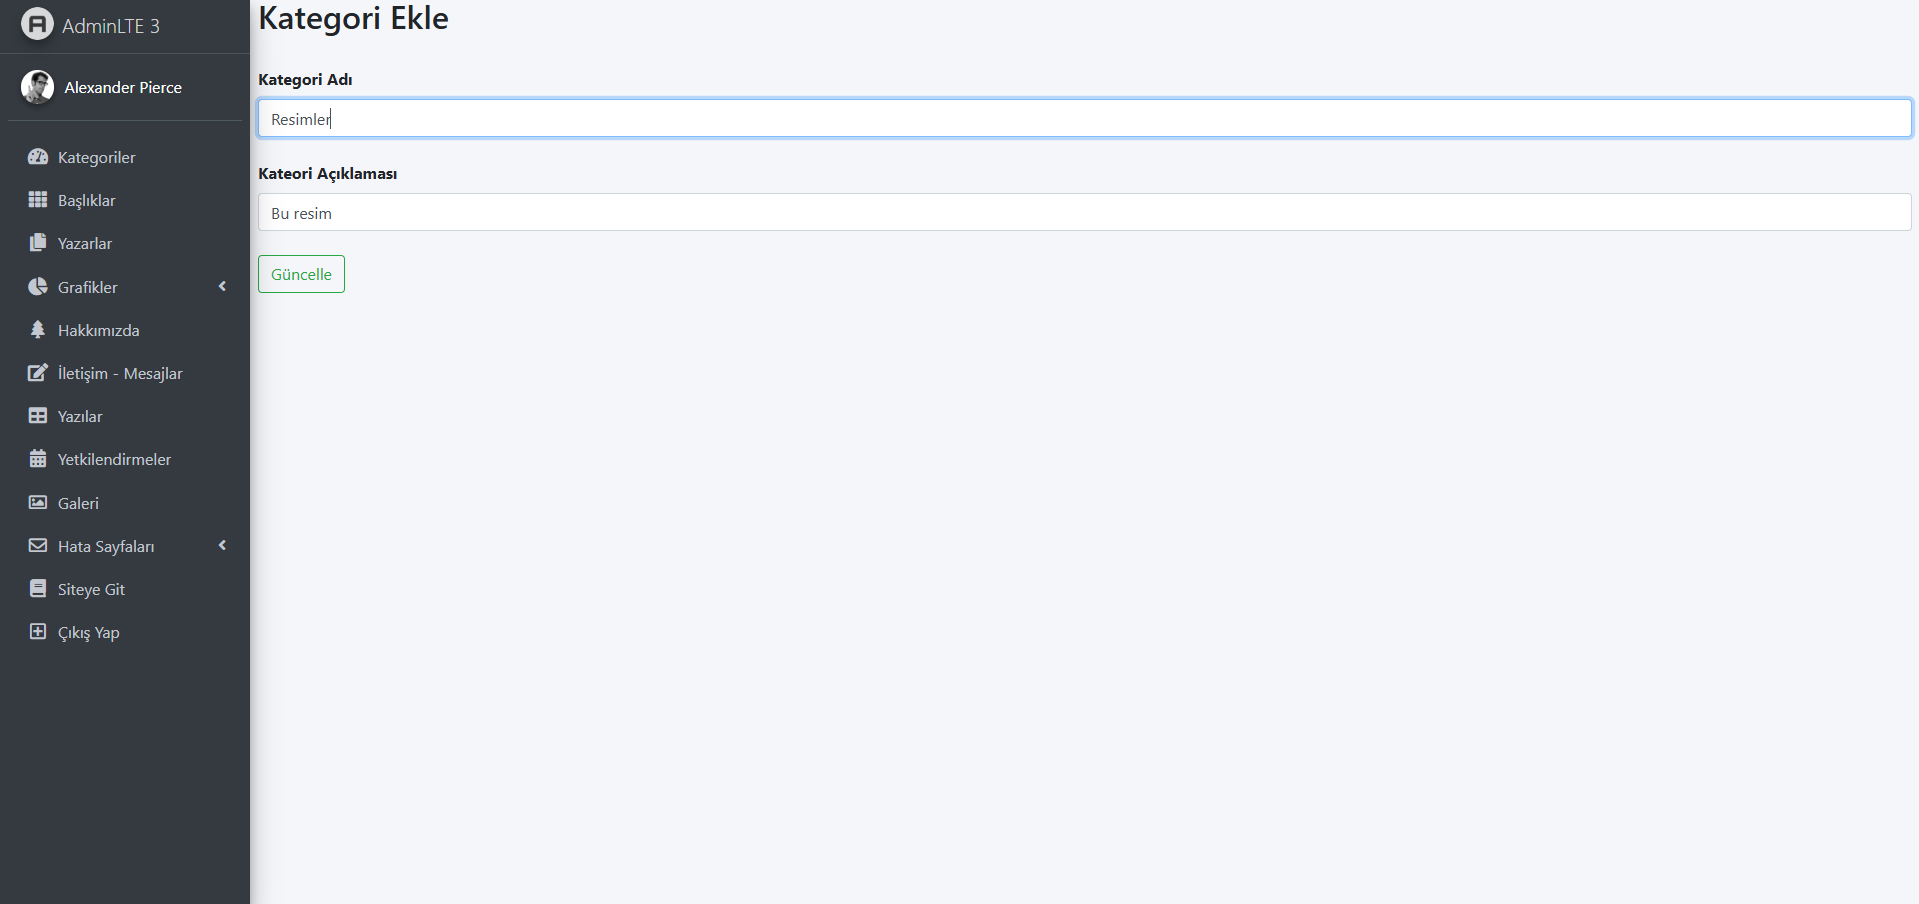 AdminLTE 3
Alexander Pierce
Kategoriler
Başlıklar
Yazarlar
Grafikler
Hakkımızda
İletişim - Mesajlar
Yazılar
Yetkilendirmeler
Galeri
Hata Sayfaları
Siteye Git
Çıkış Yap
Kategori Ekle
Kategori Adı
Resimler
Kateori Açıklaması
Bu resim
Güncelle